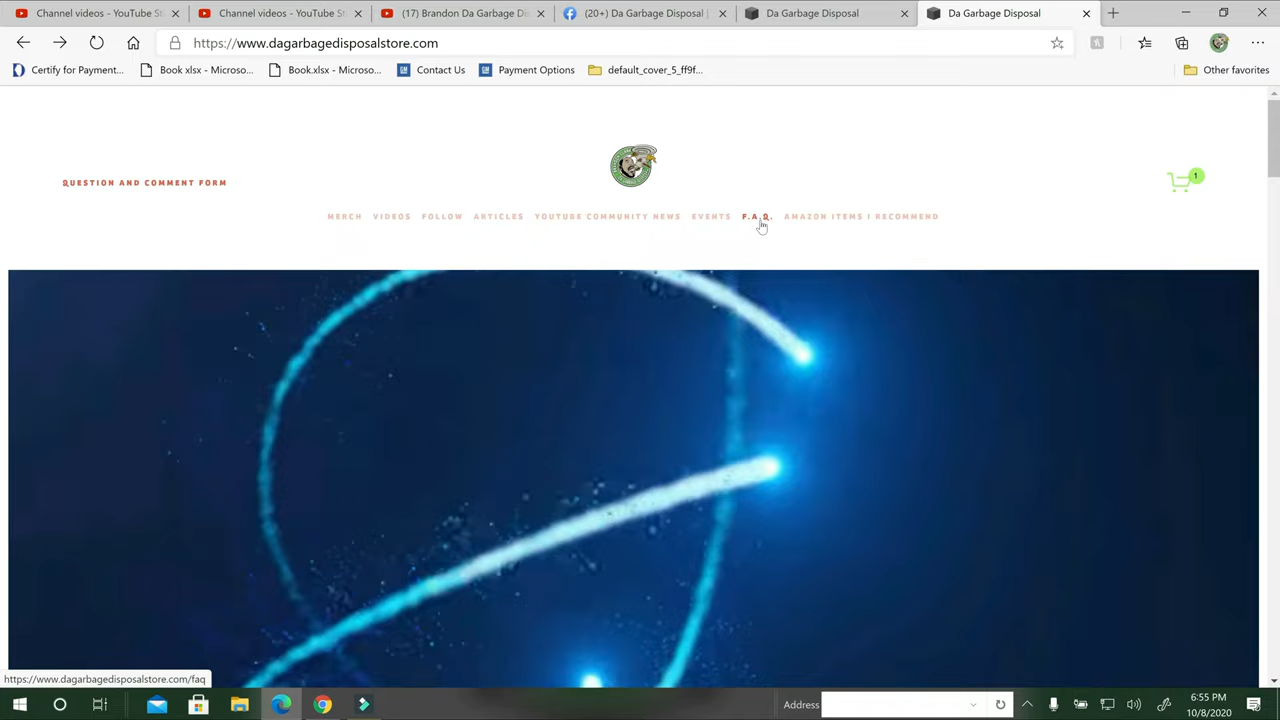 Channel videos - YouTube St
Channel videos - YouTube St
(17) Brandon Da Garbage Di
(20+) Da Garbage Disposal |
Da Garbage Disposal
Da Garbage Disposal
https://www.dagarbagedisposalstore.com
Certify for Payment...
Book xlsx - Microso...
Book.xlsx - Microso...
Contact Us
Payment Options
default_cover_5_ff9f...
Other favorites
QUESTION AND COMMENT FORM
1
MERCH VIDEOS FOLLOW ARTICLES YOUTUBE COMMUNITY NEWS EVENTS F.A.Q. AMAZON ITEMS I RECOMMEND
https://www.dagarbagedisposalstore.com/faq
Address
6:55 PM
10/8/2020